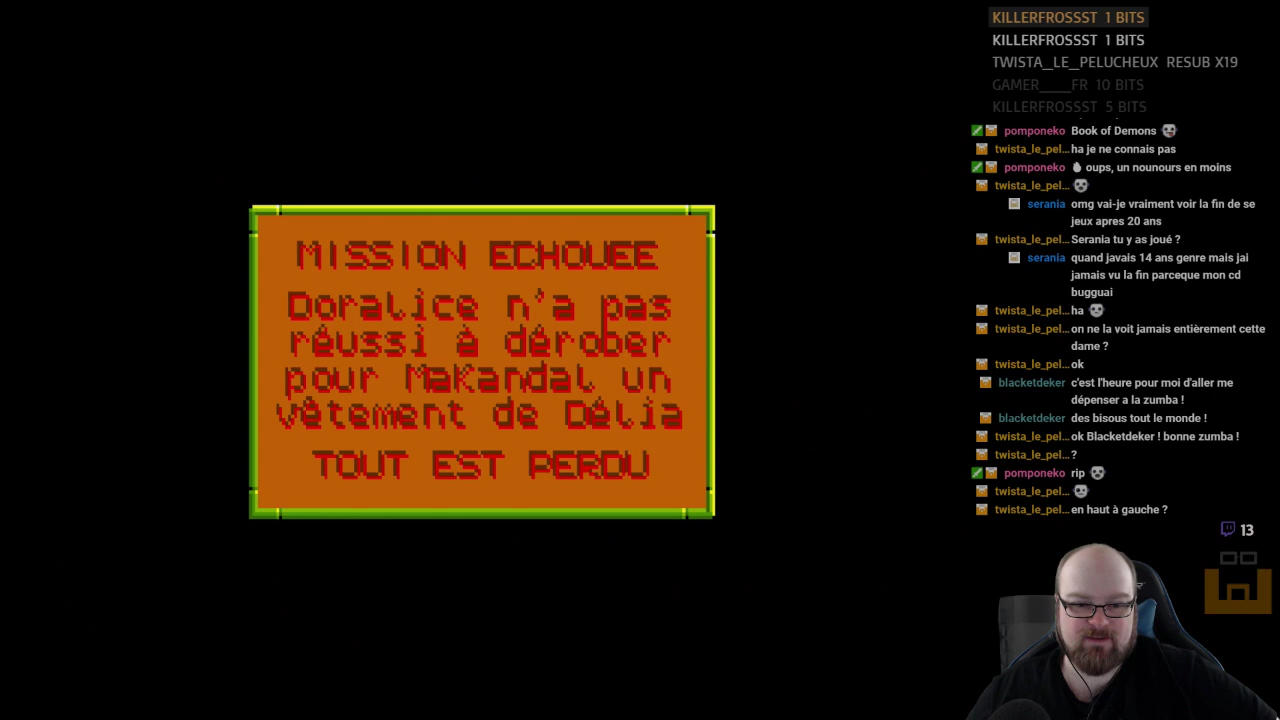 MISSION ECHOUEE
Doralice n'a pas
réussi à dérober
pour MaKandal un
vêtement de Délia
TOUT EST PERDU
KILLERFROSSST 1 BITS
KILLERFROSSST 1 BITS
TWISTA__LE__PELUCHEUX RESUB X19
GAMER____FR 10 BITS
KILLERFROSSST 5 BITS
pomponeko Book of Demons
twista_le_pel... ha je ne connais pas
pomponeko oups, un nounours en moins
twista_le_pel...
serania omg vai-je vraiment voir la fin de se
jeux apres 20 ans
twista_le_pel... Serania tu y as joué ?
serania quand javais 14 ans genre mais jai
jamais vu la fin parceque mon cd
bugguai
twista_le_pel... ha
twista_le_pel... on ne la voit jamais entièrement cette
dame ?
twista_le_pel... ok
blacketdeker c'est l'heure pour moi d'aller me
dépenser a la zumba !
blacketdeker des bisous tout le monde !
twista_le_pel... ok Blacketdeker ! bonne zumba !
twista_le_pel... ?
pomponeko rip
twista_le_pel...
twista_le_pel... en haut à gauche ?
13